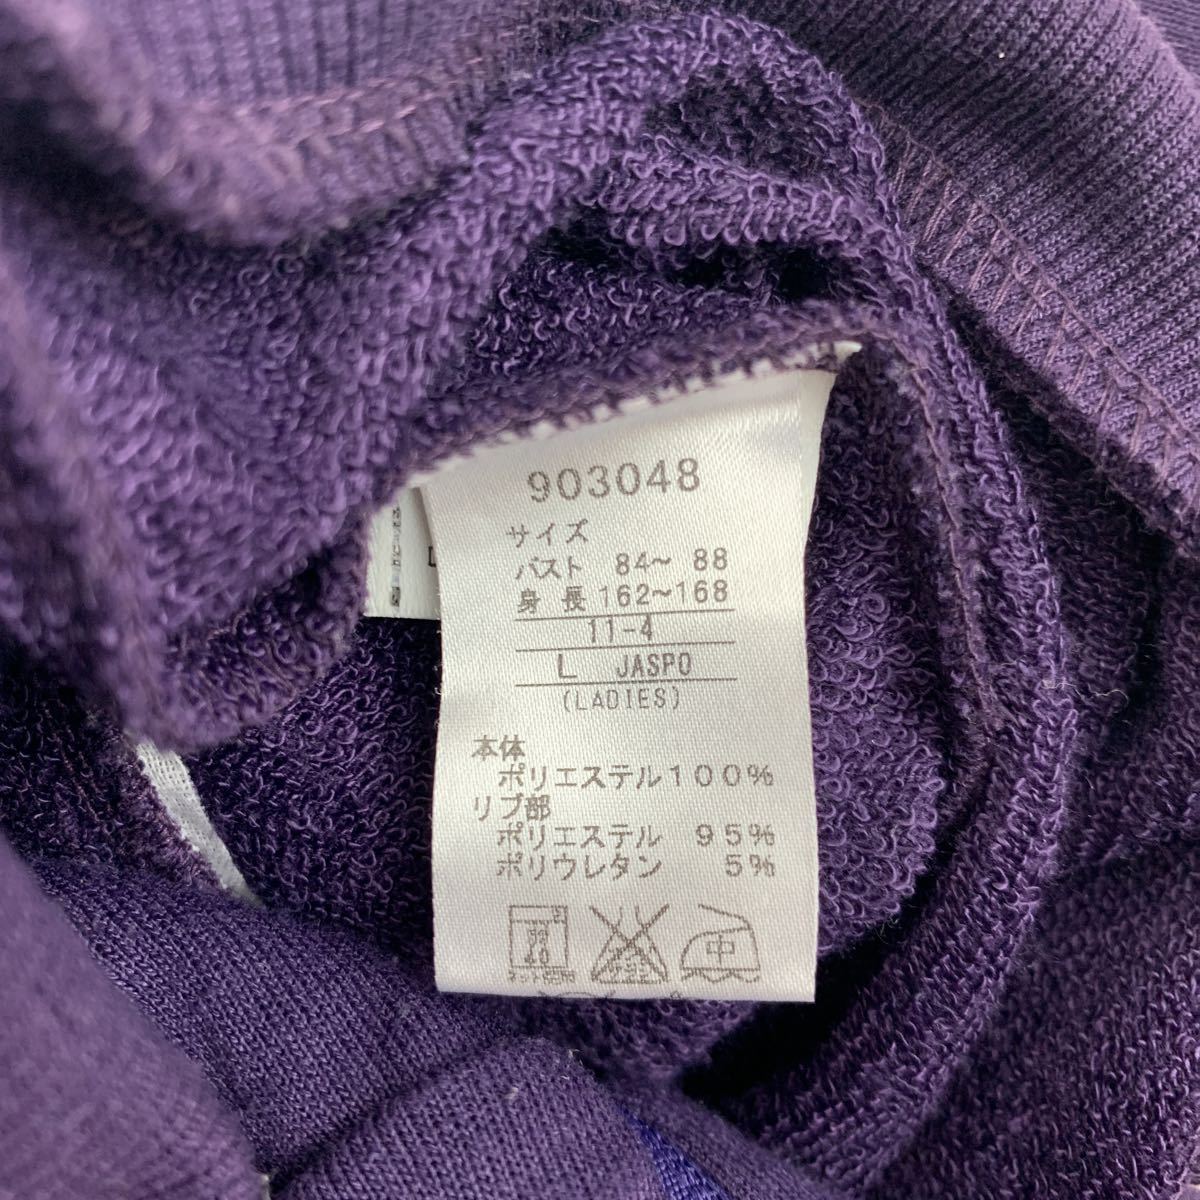 903048
サイズ
バスト 84~ 88
身 長 162~168
11-4
L JASPO
(LADIES)
本体
ポリエステル100%
リブ部
ポリエステル 95%
ポリウレタン 5%
40
中